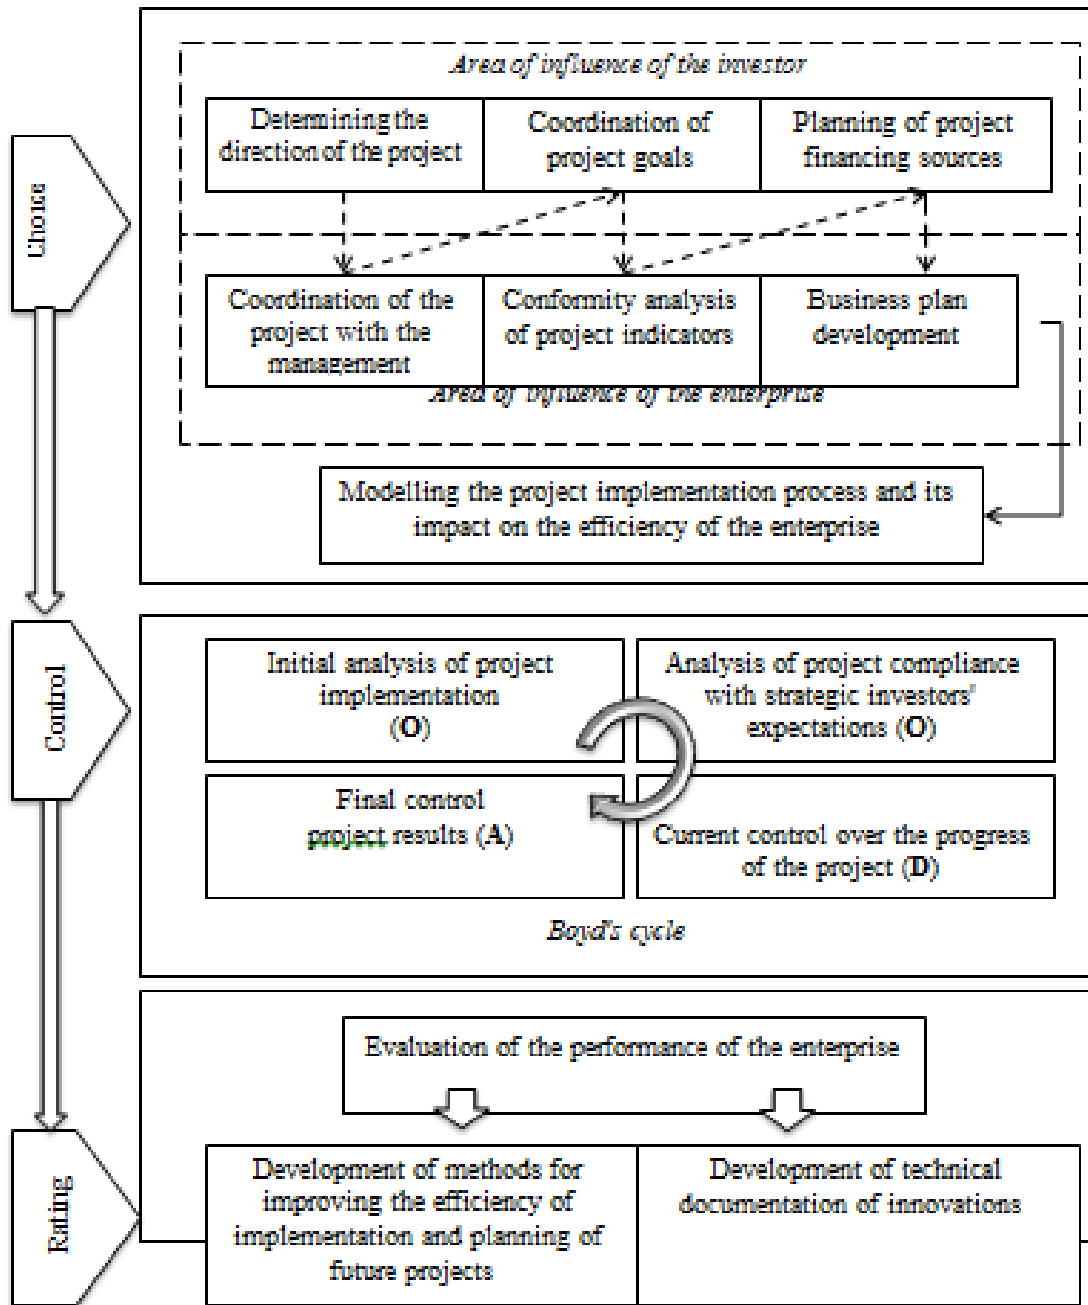 Choice
Area of influence of the investor
Determining the
direction of the project
Coordination of
project goals
Planning of project
financing sources
Coordination of the
project with the
management
Conformity analysis
of project indicators
Business plan
development
Area of influence of the enterprise
Modelling the project implementation process and its
impact on the efficiency of the enterprise
Control
Initial analysis of project
implementation
(O)
Analysis of project compliance
with strategic investors'
expectations (O)
Final control
project results (A)
Current control over the progress
of the project (D)
Boyd's cycle
Rating
Evaluation of the performance of the enterprise
Development of methods for
improving the efficiency of
implementation and planning of
future projects
Development of technical
documentation of innovations